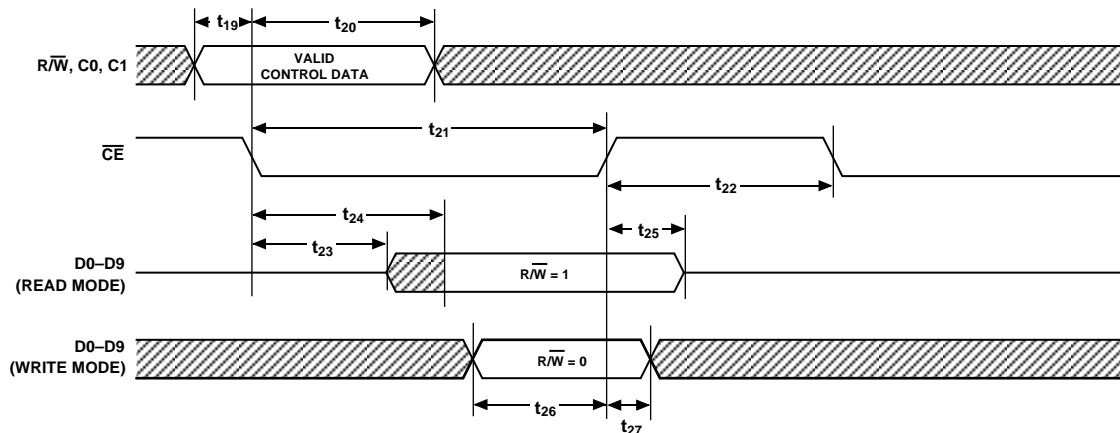 t19
t20
R/W̅, C0, C1
VALID
CONTROL DATA
t21
C̅E̅
t22
t24
t23
t25
D0–D9
(READ MODE)
R/W̅ = 1
D0–D9
(WRITE MODE)
R/W̅ = 0
t26
t27